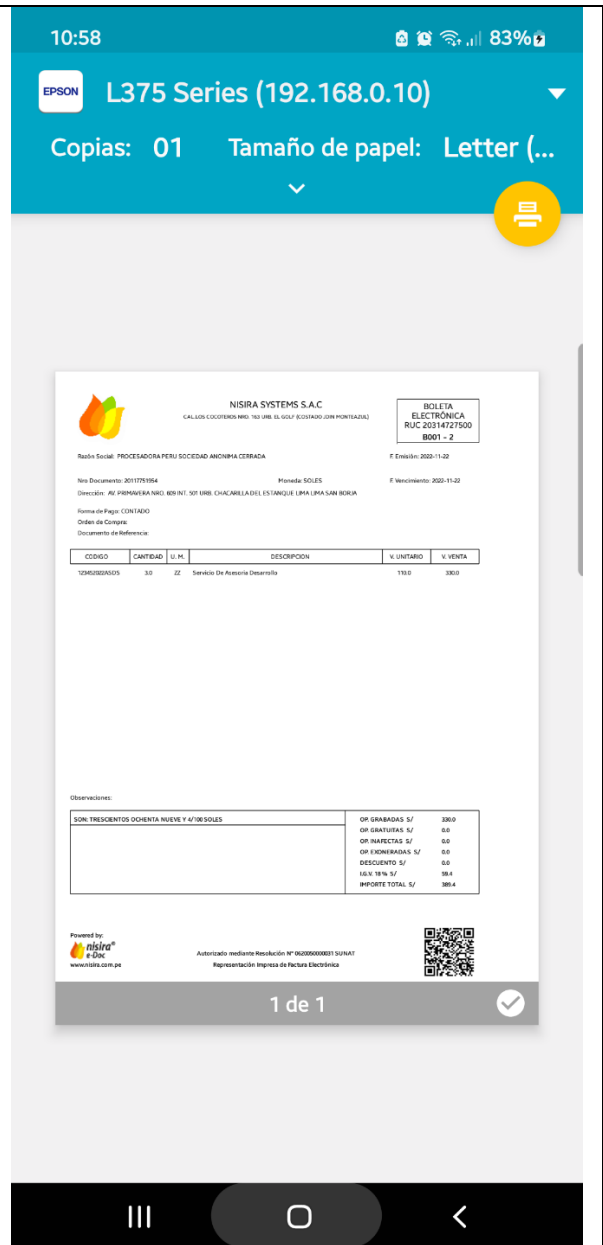 10:58 83%
EPSON L375 Series (192.168.0.10)
Copias: 01 Tamaño de papel: Letter (...
NISIRA SYSTEMS S.A.C
CAL.LOS COCOTEROS NRO. 163 URB. EL GOLF (COSTADO JOIN MONTEAZUL)
BOLETA
ELECTRÓNICA
RUC 20314727500
B001 - 2
Razón Social: PROCESADORA PERU SOCIEDAD ANONIMA CERRADA F. Emisión: 2022-11-22
Nro Documento: 20117751954 Moneda: SOLES F. Vencimiento: 2022-11-22
Dirección: AV. PRIMAVERA NRO. 609 INT. 501 URB. CHACARILLA DEL ESTANQUE LIMA LIMA SAN BORJA
Forma de Pago: CONTADO
Orden de Compra:
Documento de Referencia:
CODIGO CANTIDAD U. M. DESCRIPCION V. UNITARIO V. VENTA
3.0 ZZ Servicio De Asesoria Desarrollo 110.0 330.0
Observaciones:
SON: TRESCIENTOS OCHENTA NUEVE Y 4/100 SOLES
OP. GRABADAS S/ 330.0
OP. GRATUITAS S/ 0.0
OP. INAFECTAS S/ 0.0
OP. EXONERADAS S/ 0.0
DESCUENTO S/ 0.0
I.G.V. 18 % S/ 59.4
IMPORTE TOTAL S/ 389.4
Powered by:
nisira®
e-Doc
www.nisira.com.pe
Autorizado mediante Resolución N° 0620050000031 SUNAT
Representación Impresa de Factura Electrónica
1 de 1